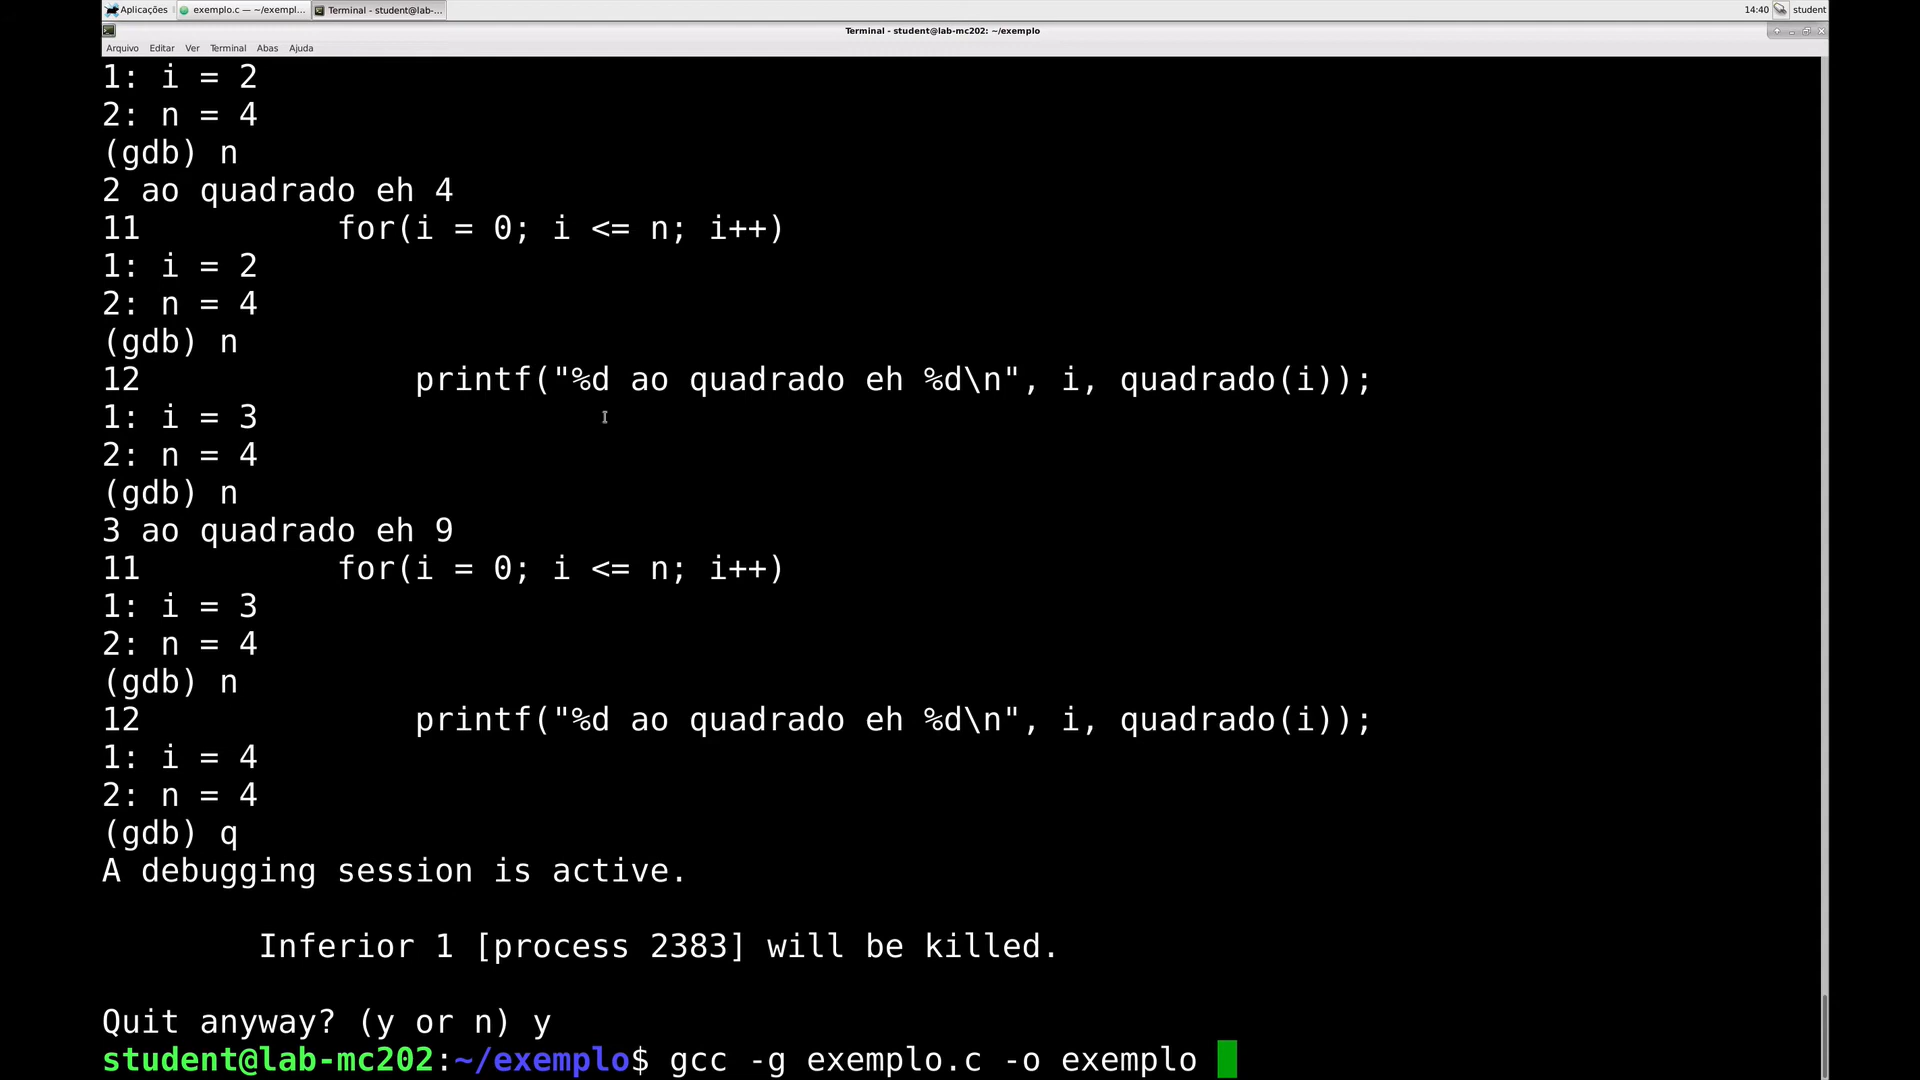 Aplicações
exemplo.c — ~/exempl...
Terminal - student@lab-...
14:40
student
Terminal - student@lab-mc202: ~/exemplo
Arquivo Editar Ver Terminal Abas Ajuda
1: i = 2
2: n = 4
(gdb) n
2 ao quadrado eh 4
11          for(i = 0; i <= n; i++)
1: i = 2
2: n = 4
(gdb) n
12              printf("%d ao quadrado eh %d\n", i, quadrado(i));
1: i = 3
2: n = 4
(gdb) n
3 ao quadrado eh 9
11          for(i = 0; i <= n; i++)
1: i = 3
2: n = 4
(gdb) n
12              printf("%d ao quadrado eh %d\n", i, quadrado(i));
1: i = 4
2: n = 4
(gdb) q
A debugging session is active.
        Inferior 1 [process 2383] will be killed.
Quit anyway? (y or n) y
student@lab-mc202:~/exemplo$ gcc -g exemplo.c -o exemplo